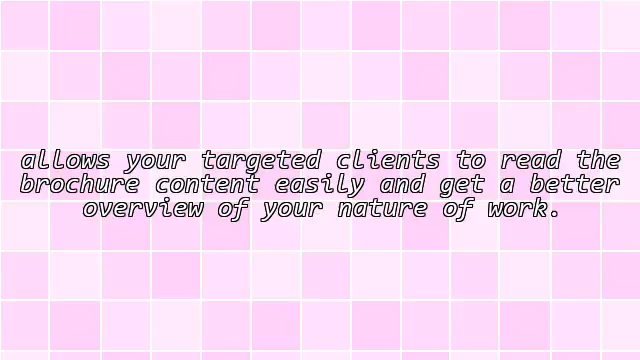 allows your targeted clients to read the
brochure content easily and get a better
overview of your nature of work.